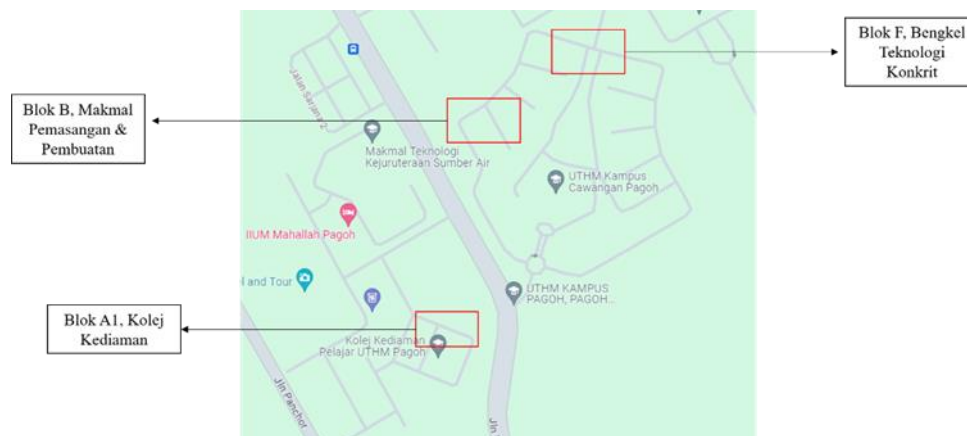 Blok F, Bengkel
Teknologi
Konkrit
Blok B, Makmal
Pemasangan &
Pembuatan
Jalan Sarjana 2
Makmal Teknologi
Kejuruteraan Sumber Air
UTHM Kampus
Cawangan Pagoh
IIUM Mahallah Pagoh
el and Tour
UTHM KAMPUS
PAGOH, PAGOH...
Blok A1, Kolej
Kediaman
Kolej Kediaman
Pelajar UTHM Pagoh
Jln Panchor
Jln